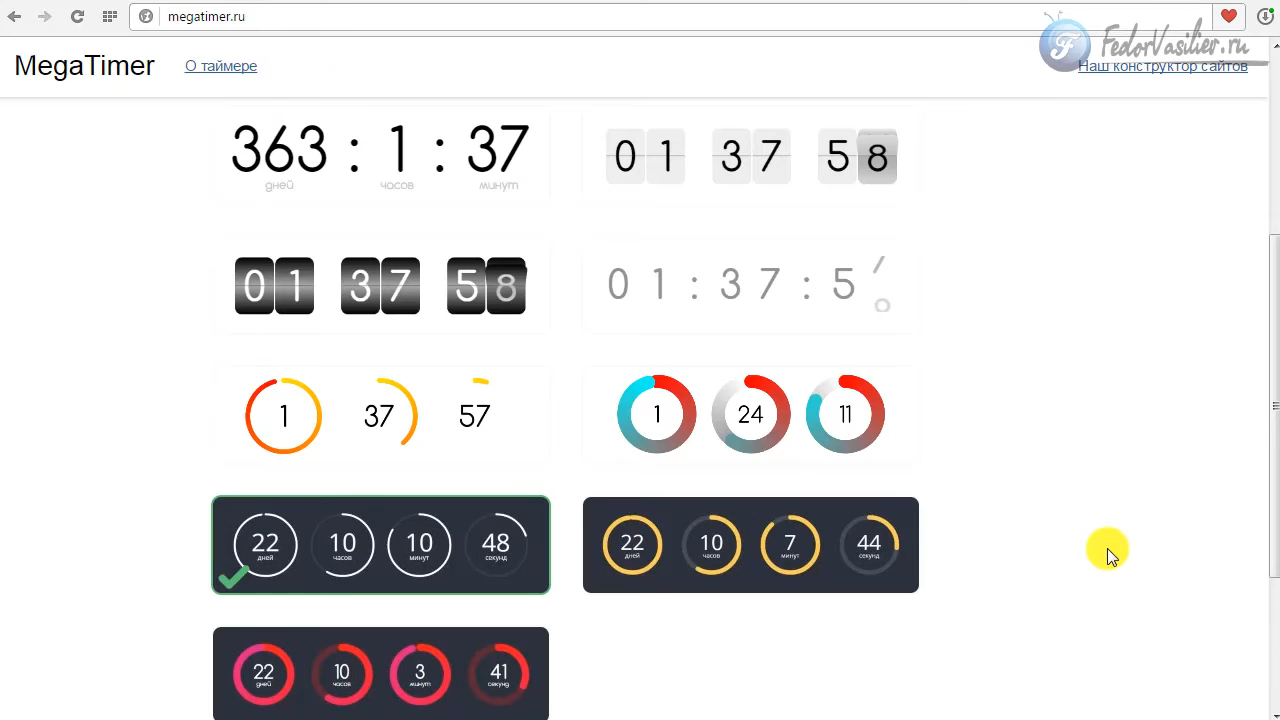 megatimer.ru
FedorVasilier.ru
MegaTimer
О таймере
Наш конструктор сайтов
363 : 1 : 37
дней часов минут
01 37 58
01 37 58
01 : 37 : 5
1 37 57
1 24 11
22 дней 10 часов 10 минут 48 секунд
22 дней 10 часов 7 минут 44 секунд
22 дней 10 часов 3 минут 41 секунд